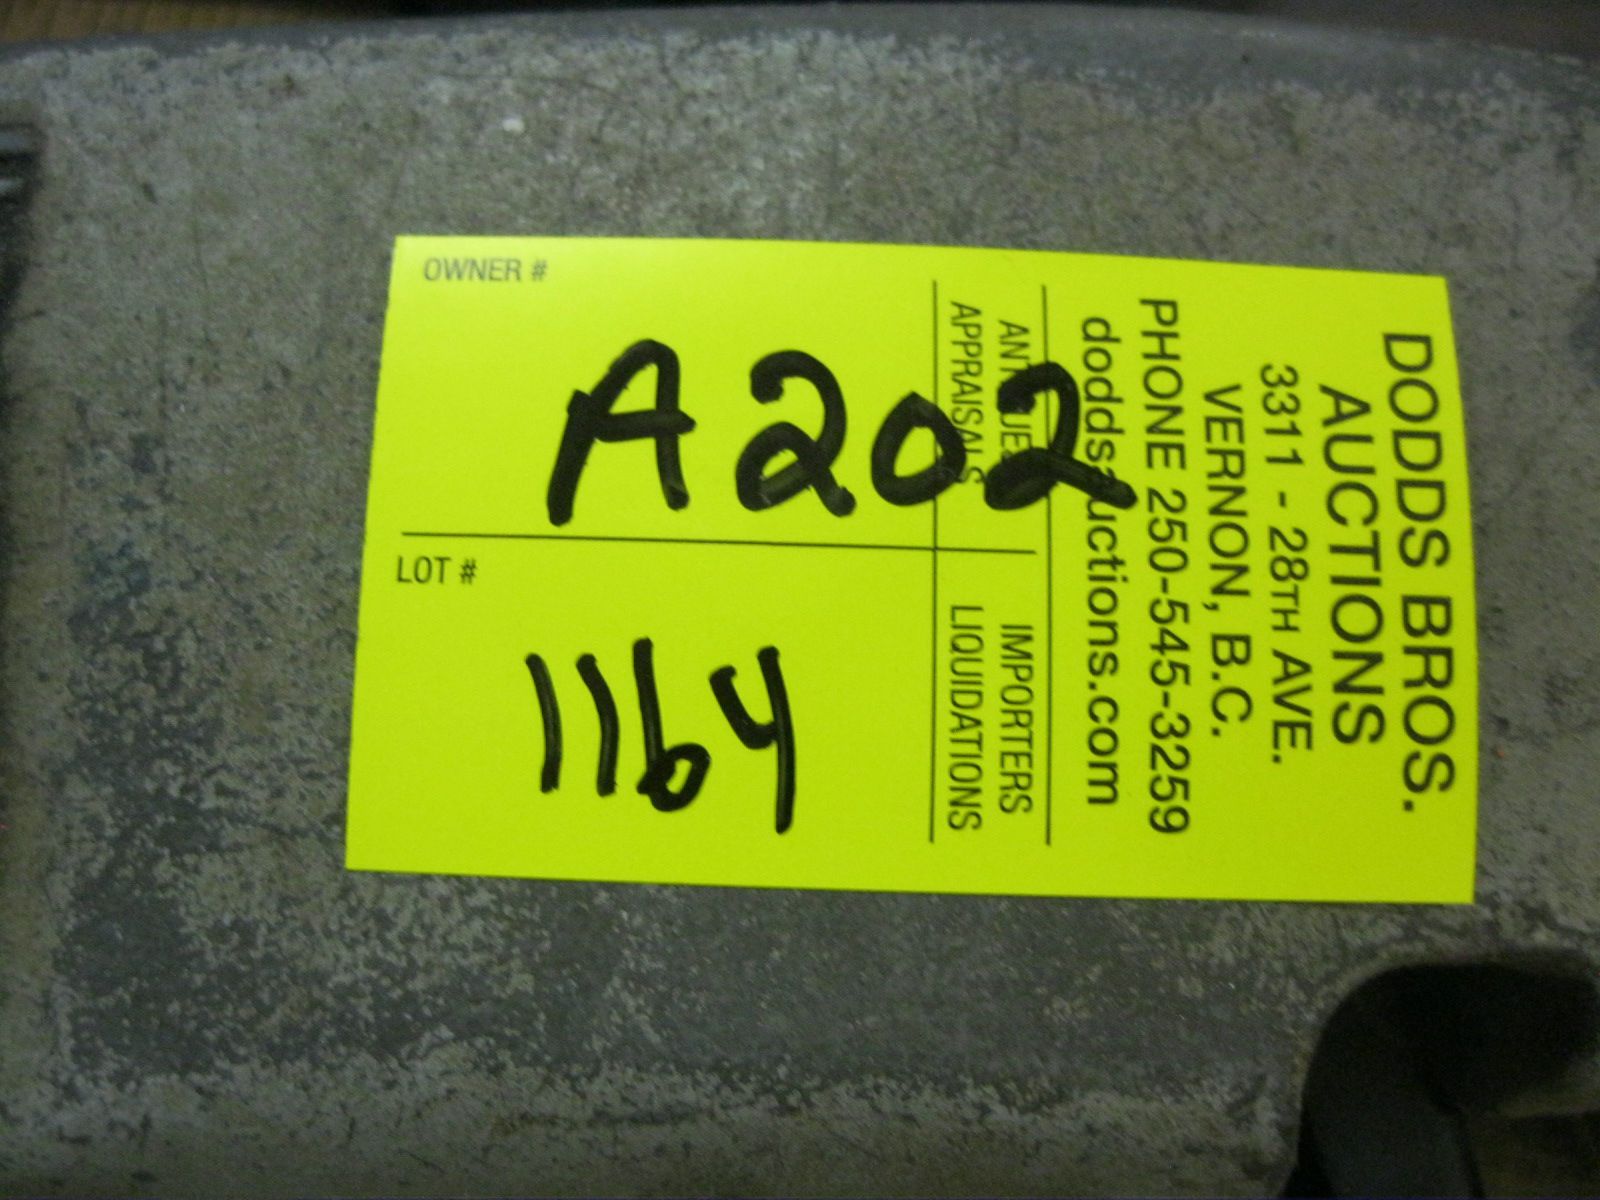 DODDS BROS.
AUCTIONS
3311 - 28TH AVE.
VERNON, B.C.
PHONE 250-545-3259
doddsauctions.com
ANTIQUES
APPRAISALS
IMPORTERS
LIQUIDATIONS
OWNER #
A202
LOT #
1164